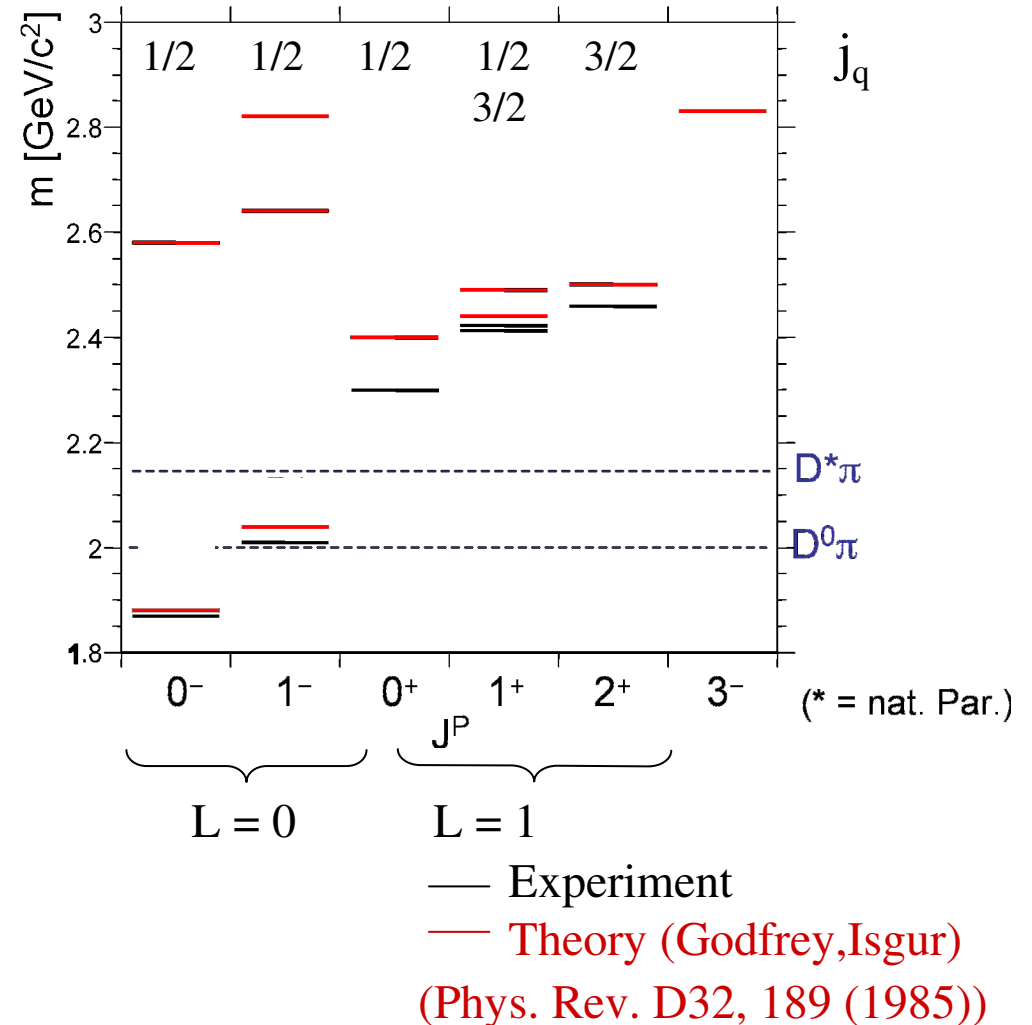 m [GeV/c²]
3
2.8
2.6
2.4
2.2
2
1.8
1/2 1/2 1/2 1/2 3/2
3/2
j_q
D*π
D⁰π
0⁻ 1⁻ 0⁺ 1⁺ 2⁺ 3⁻
(* = nat. Par.)
J^P
L = 0 L = 1
Experiment
Theory (Godfrey,Isgur)
(Phys. Rev. D32, 189 (1985))